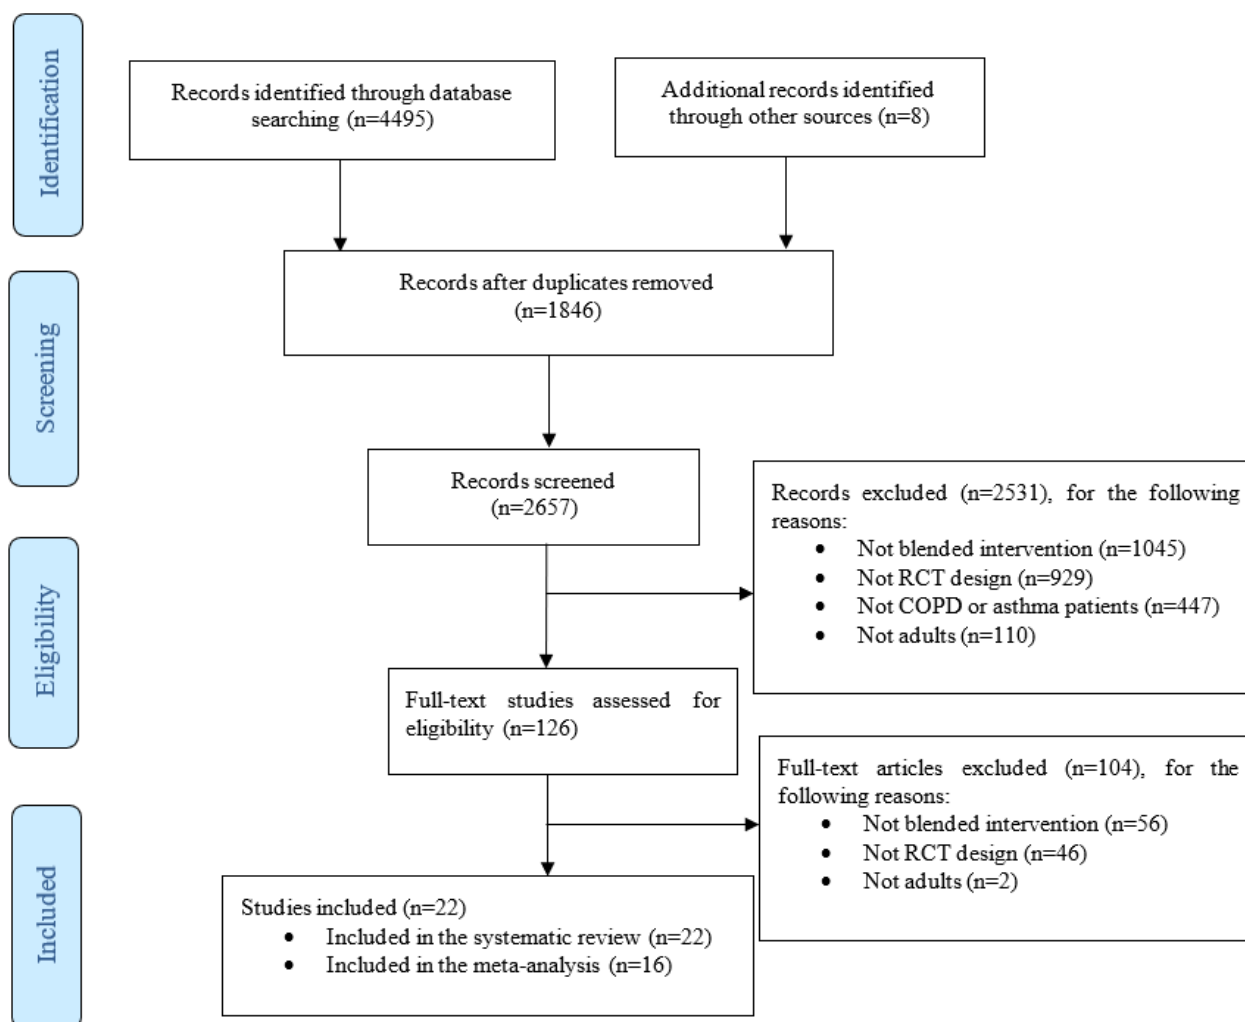 Identification
Records identified through database
searching (n=4495)
Additional records identified
through other sources (n=8)
Screening
Records after duplicates removed
(n=1846)
Records screened
(n=2657)
Records excluded (n=2531), for the following
reasons:
• Not blended intervention (n=1045)
• Not RCT design (n=929)
• Not COPD or asthma patients (n=447)
• Not adults (n=110)
Eligibility
Full-text studies assessed for
eligibility (n=126)
Full-text articles excluded (n=104), for the
following reasons:
• Not blended intervention (n=56)
• Not RCT design (n=46)
• Not adults (n=2)
Included
Studies included (n=22)
• Included in the systematic review (n=22)
• Included in the meta-analysis (n=16)